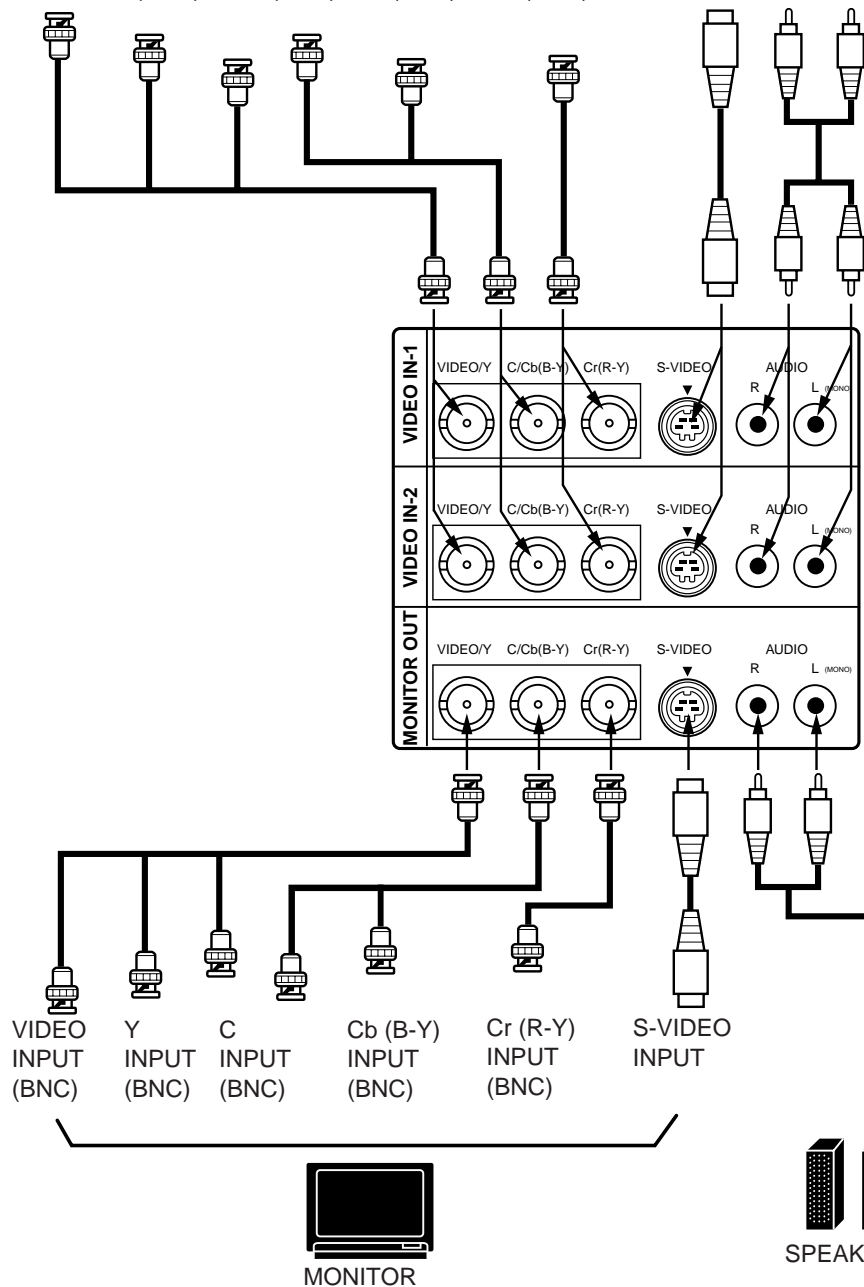 VIDEO IN-1
VIDEO/Y C/Cb(B-Y) Cr(R-Y) S-VIDEO AUDIO
R L (MONO
VIDEO IN-2
VIDEO/Y C/Cb(B-Y) Cr(R-Y) S-VIDEO AUDIO
R L (MONO)
MONITOR OUT
VIDEO/Y C/Cb(B-Y) Cr(R-Y) S-VIDEO AUDIO
R L (MONO)
VIDEO
INPUT
(BNC)
Y
INPUT
(BNC)
C
INPUT
(BNC)
Cb (B-Y)
INPUT
(BNC)
Cr (R-Y)
INPUT
(BNC)
S-VIDEO
INPUT
MONITOR
SPEAK